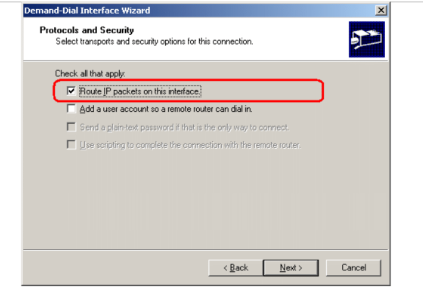 Demand-Dial Interface Wizard
Protocols and Security
Select transports and security options for this connection.
Check all that apply:
Route IP packets on this interface.
Add a user account so a remote router can dial in.
Send a plain-text password if that is the only way to connect.
Use scripting to complete the connection with the remote router.
< Back Next > Cancel